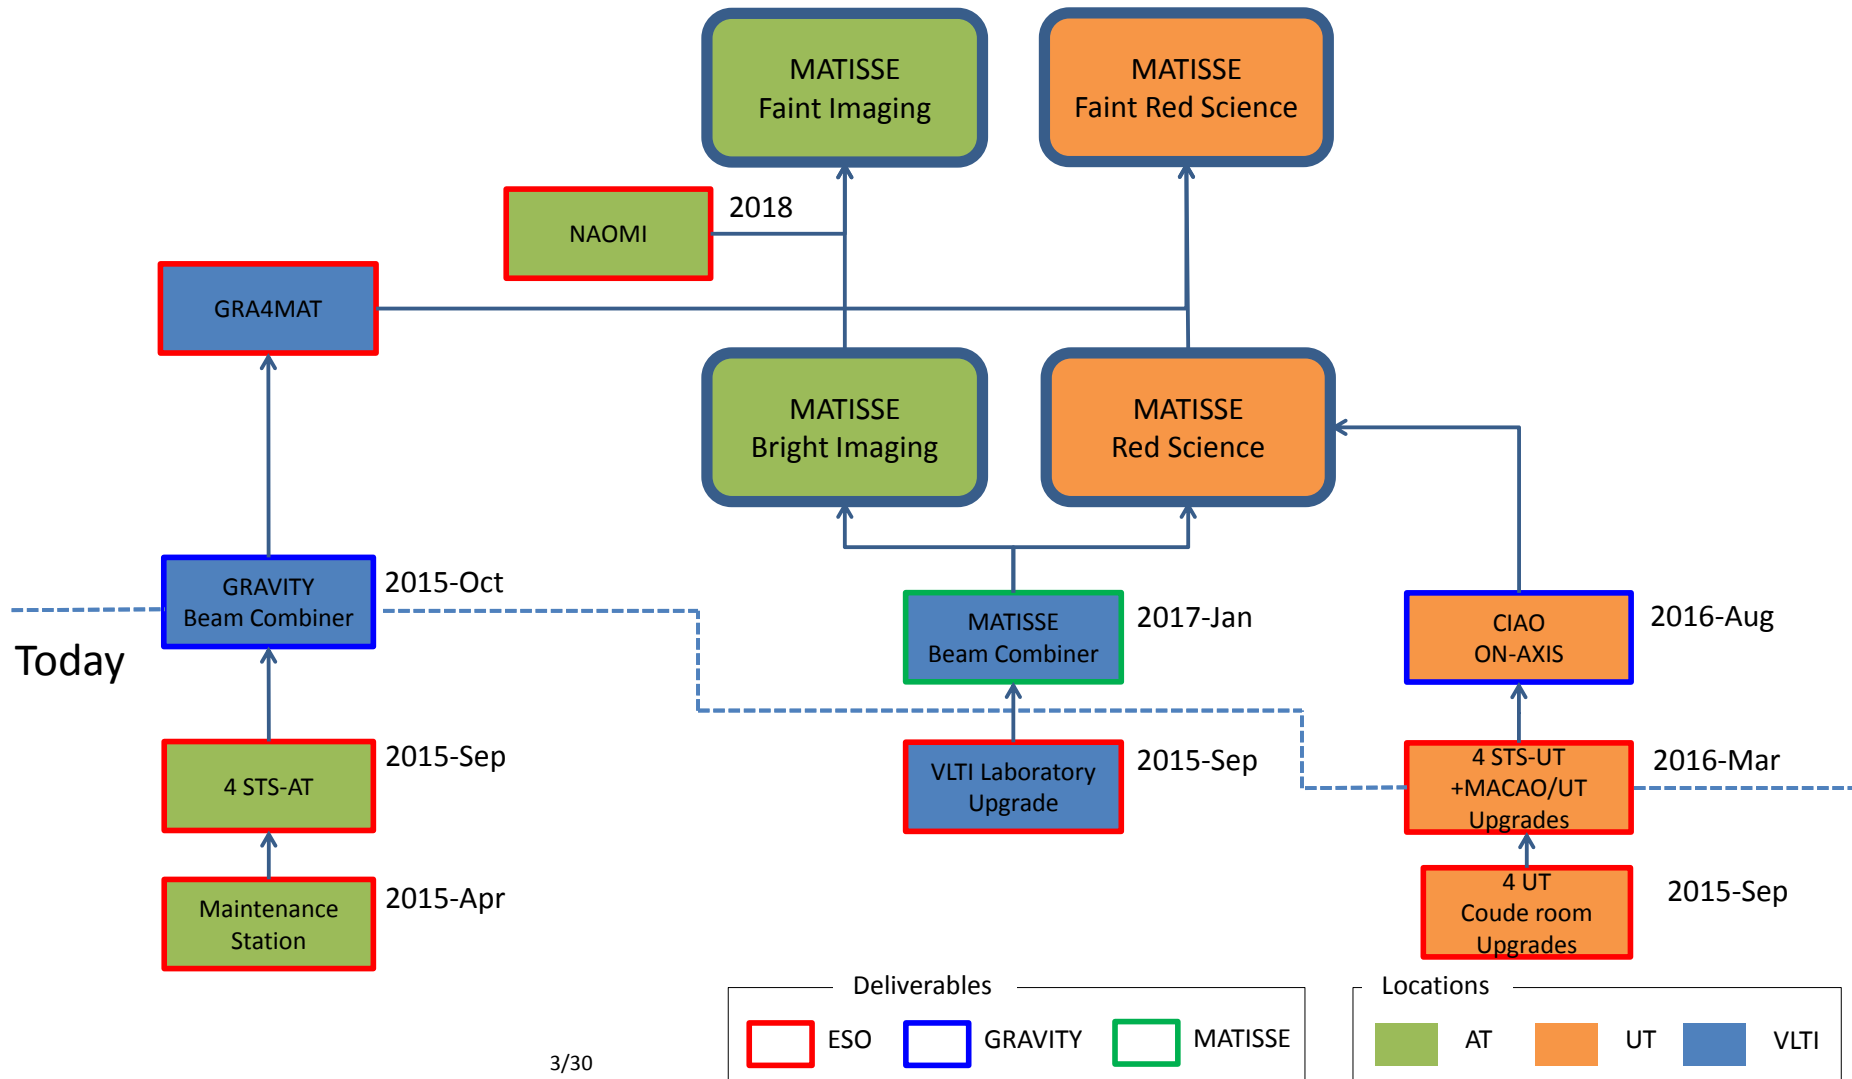 MATISSE
Faint Imaging
MATISSE
Faint Red Science
NAOMI
2018
GRA4MAT
MATISSE
Bright Imaging
MATISSE
Red Science
GRAVITY
Beam Combiner
2015-Oct
MATISSE
Beam Combiner
2017-Jan
CIAO
ON-AXIS
2016-Aug
Today
4 STS-AT
2015-Sep
VLTI Laboratory
Upgrade
2015-Sep
4 STS-UT
+MACAO/UT
Upgrades
2016-Mar
Maintenance
Station
2015-Apr
4 UT
Coude room
Upgrades
2015-Sep
Deliverables
ESO
GRAVITY
MATISSE
Locations
AT
UT
VLTI
3/30